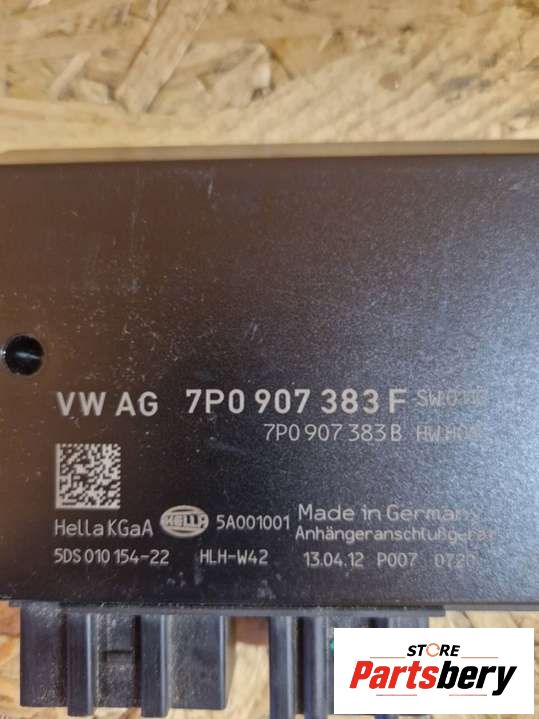 VW AG 7P0 907 383 F
7P0 907 383 B
HELLA 5A001001 Made in Germany
Hella KGaA
5DS 010 154-22 HLH-W42 13.04.12 P007
STORE
Partsbery